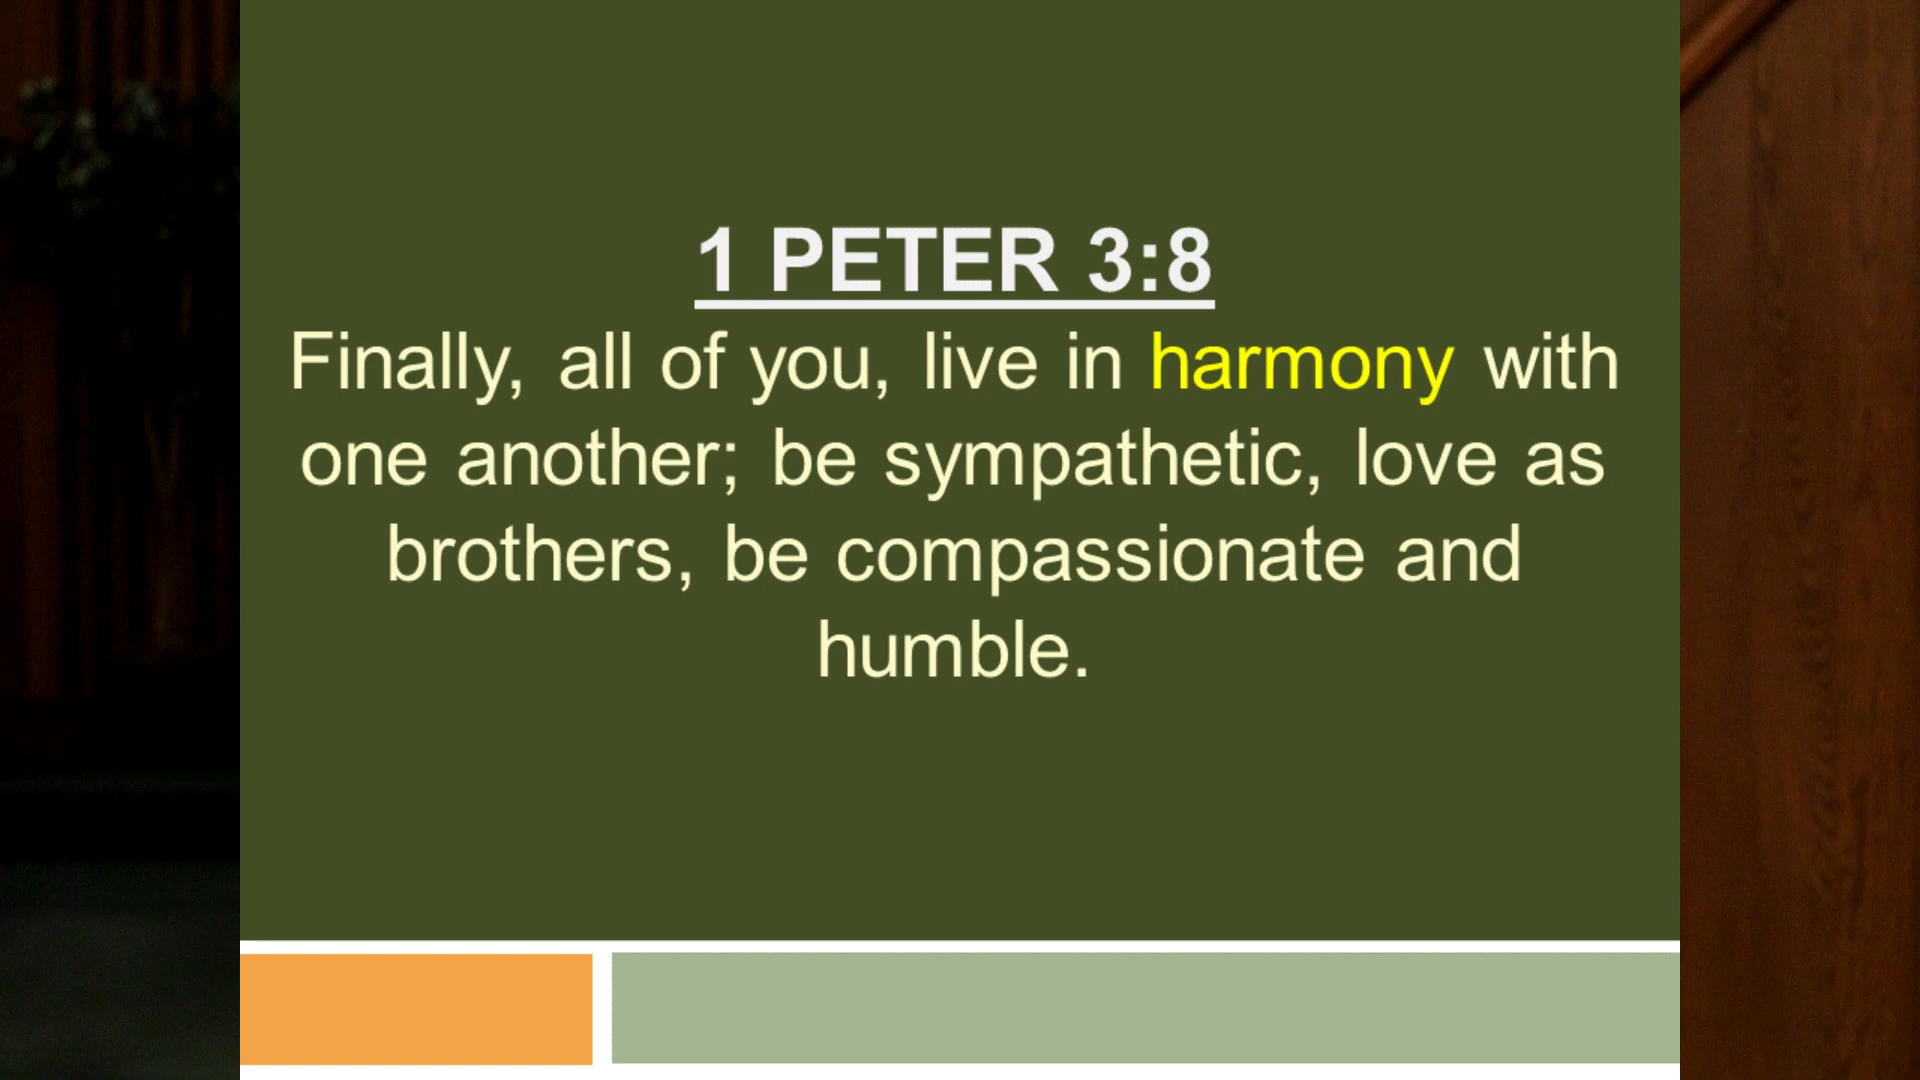 1 PETER 3:8
Finally, all of you, live in harmony with
one another; be sympathetic, love as
brothers, be compassionate and
humble.